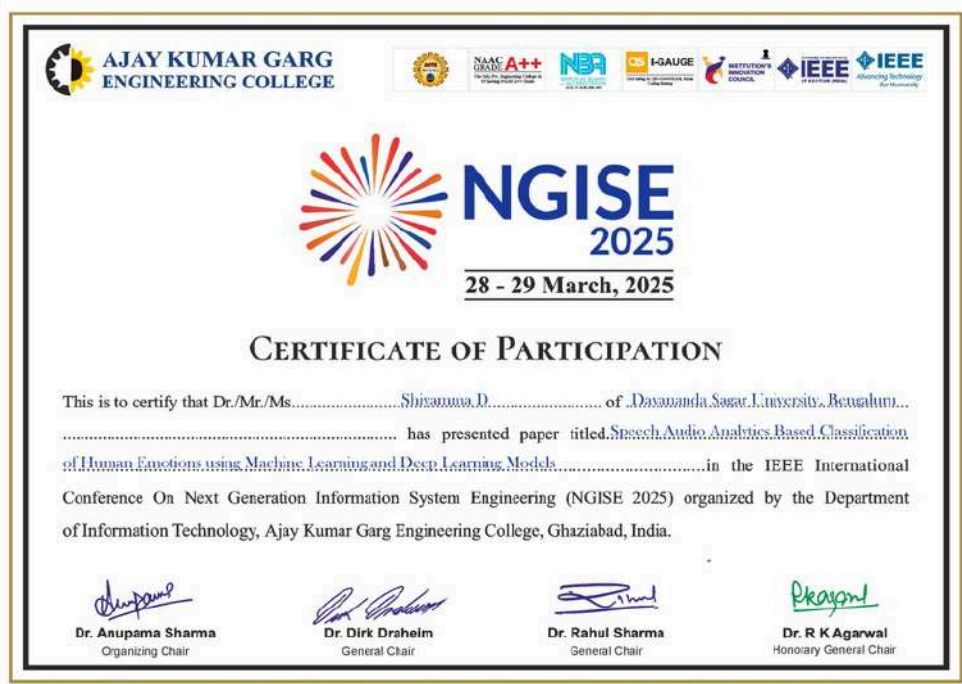 AJAY KUMAR GARG
ENGINEERING COLLEGE
NAAC GRADE A++
NBA
QS I-GAUGE
INSTITUTION'S INNOVATION COUNCIL
IEEE
IEEE
Advancing Technology for Humanity
NGISE
2025
28 - 29 March, 2025
CERTIFICATE OF PARTICIPATION
This is to certify that Dr./Mr./Ms. Shivamma D of Dayananda Sagar University, Bengaluru
has presented paper titled Speech Audio Analytics Based Classification
of Human Emotions using Machine Learning and Deep Learning Models in the IEEE International
Conference On Next Generation Information System Engineering (NGISE 2025) organized by the Department
of Information Technology, Ajay Kumar Garg Engineering College, Ghaziabad, India.
Dr. Anupama Sharma
Organizing Chair
Dr. Dirk Draheim
General Chair
Dr. Rahul Sharma
General Chair
Dr. R K Agarwal
Honorary General Chair